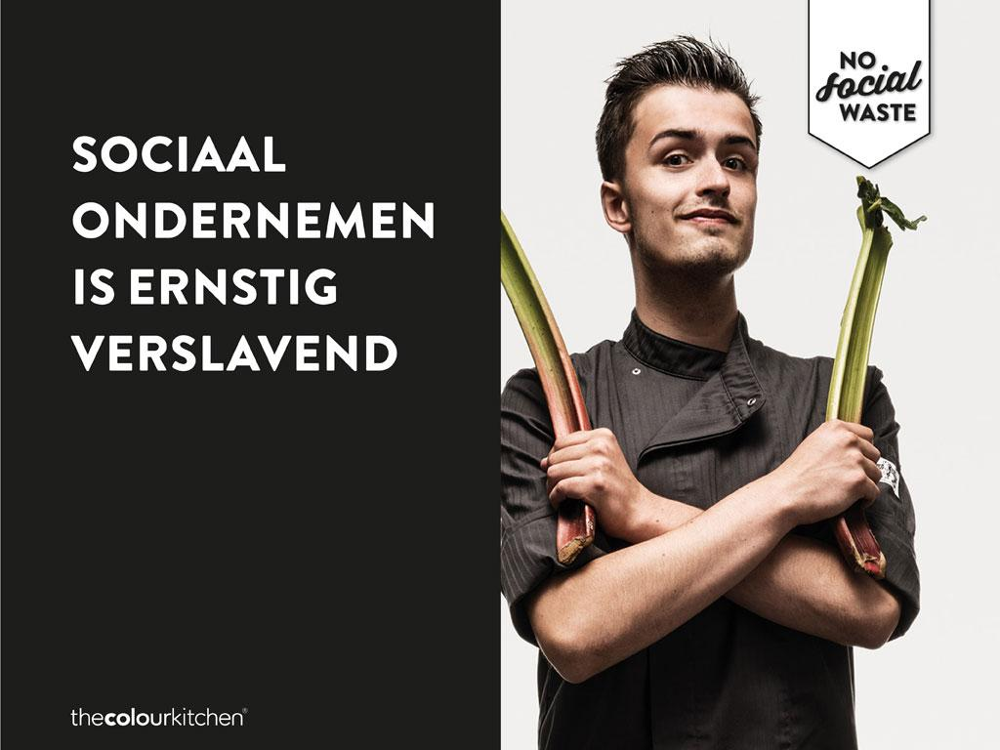 SOCIAAL
ONDERNEMEN
IS ERNSTIG
VERSLAVEND
thecolourkitchen®
NO
social
WASTE